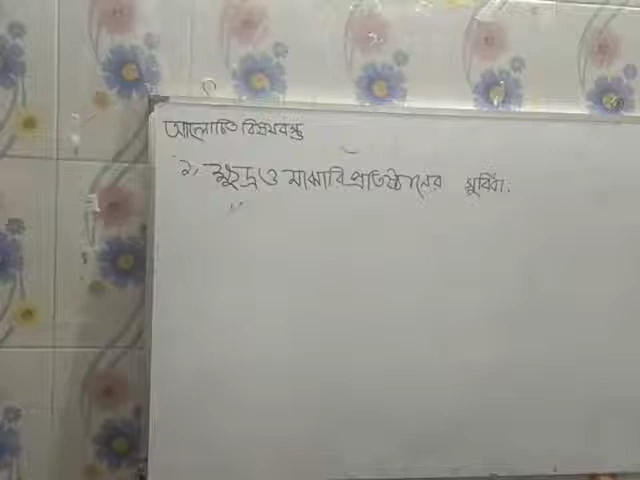 আলোচিত বিষয়বস্তু
১, ক্ষুদ্র ও মাঝারি প্রতিষ্ঠানের সুবিধা.